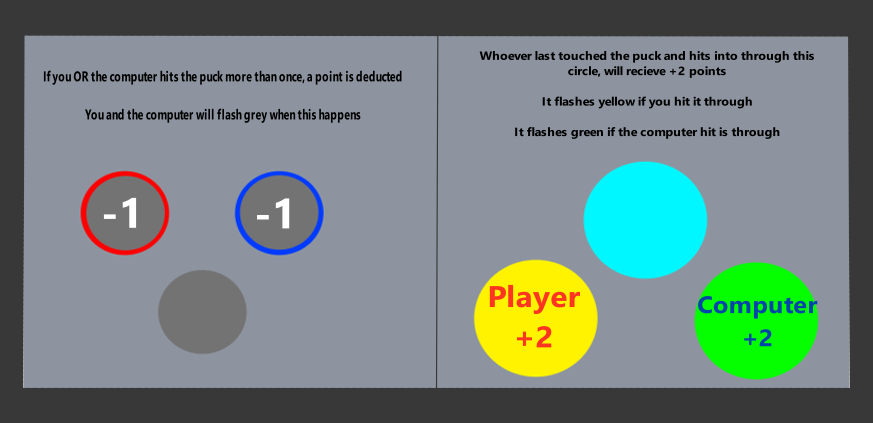 If you OR the computer hits the puck more than once, a point is deducted
You and the computer will flash grey when this happens
-1
-1
Whoever last touched the puck and hits into through this
circle, will recieve +2 points
It flashes yellow if you hit it through
It flashes green if the computer hit is through
Player
+2
Computer
+2